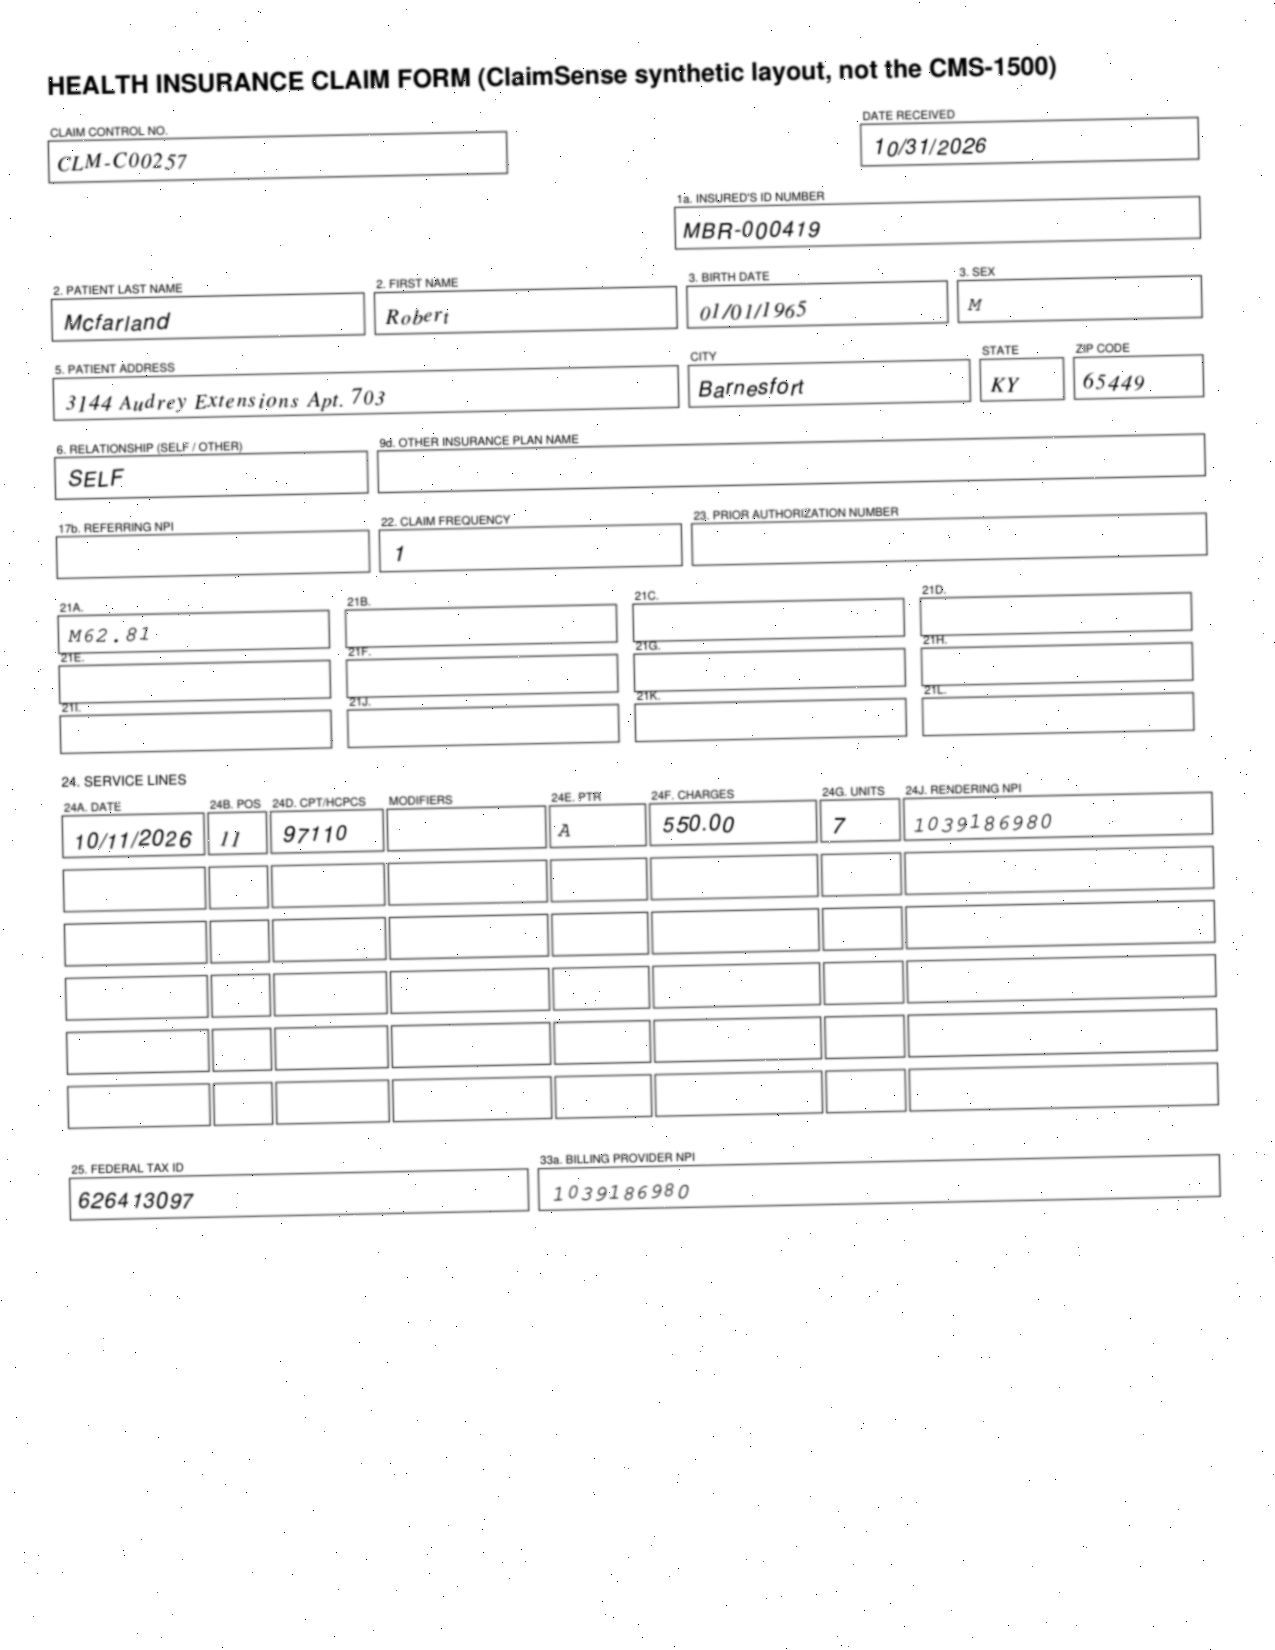 HEALTH INSURANCE CLAIM FORM (ClaimSense synthetic layout, not the CMS-1500)
CLAIM CONTROL NO.
CLM-C00257
DATE RECEIVED
10/31/2026
1a. INSURED'S ID NUMBER
MBR-000419
2. PATIENT LAST NAME
Mcfarland
2. FIRST NAME
Robert
3. BIRTH DATE
01/01/1965
3. SEX
M
5. PATIENT ADDRESS
3144 Audrey Extensions Apt. 703
CITY
Barnesfort
STATE
KY
ZIP CODE
65449
6. RELATIONSHIP (SELF / OTHER)
SELF
9d. OTHER INSURANCE PLAN NAME
17b. REFERRING NPI
22. CLAIM FREQUENCY
1
23. PRIOR AUTHORIZATION NUMBER
21A.
M62.81
21B.
21C.
21D.
21E.
21F.
21G.
21H.
21I.
21J.
21K.
21L.
24. SERVICE LINES
24A. DATE 24B. POS 24D. CPT/HCPCS MODIFIERS 24E. PTR 24F. CHARGES 24G. UNITS 24J. RENDERING NPI
10/11/2026 11 97110 A 550.00 7 1039186980
25. FEDERAL TAX ID
626413097
33a. BILLING PROVIDER NPI
1039186980